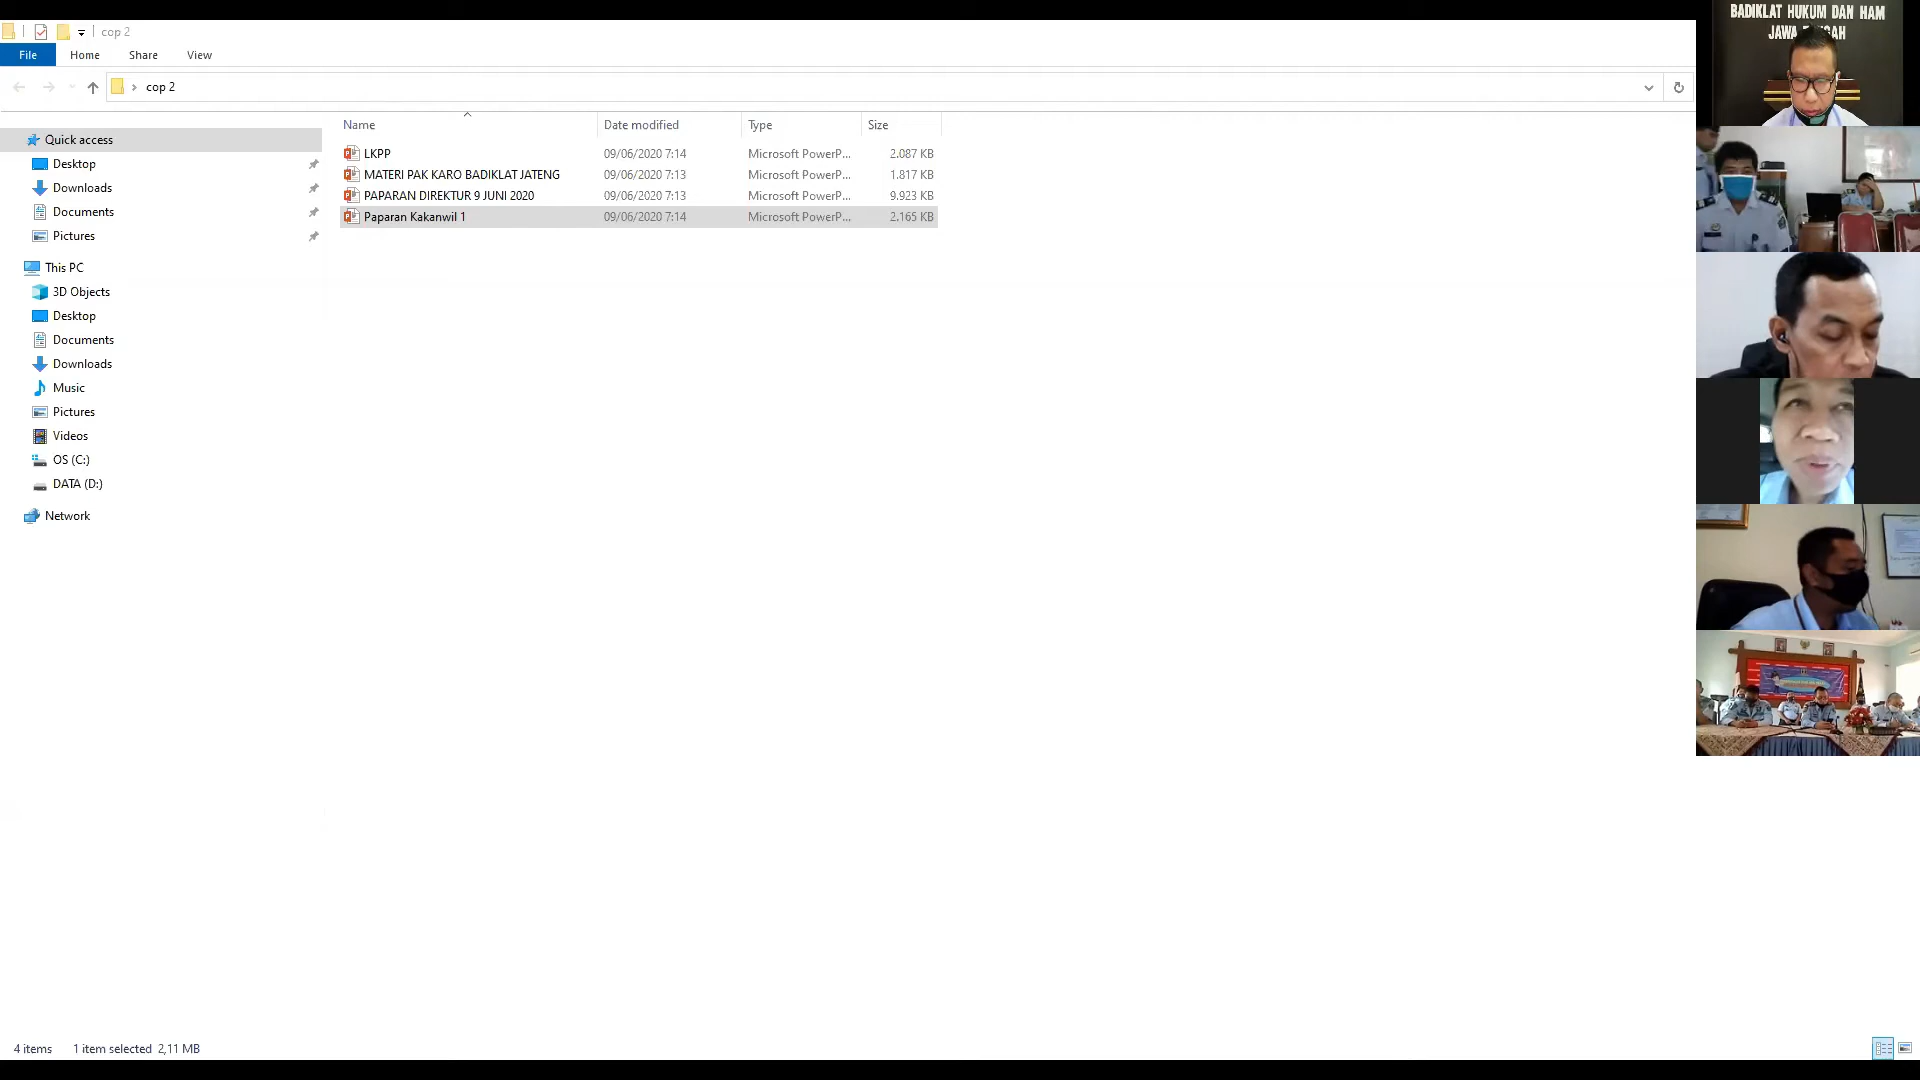 cop 2
File Home Share View
cop 2
Name Date modified Type Size
Quick access
Desktop
Downloads
Documents
Pictures
This PC
3D Objects
Desktop
Documents
Downloads
Music
Pictures
Videos
OS (C:)
DATA (D:)
Network
LKPP 09/06/2020 7:14 Microsoft PowerP... 2.087 KB
MATERI PAK KARO BADIKLAT JATENG 09/06/2020 7:13 Microsoft PowerP... 1.817 KB
PAPARAN DIREKTUR 9 JUNI 2020 09/06/2020 7:13 Microsoft PowerP... 9.923 KB
Paparan Kakanwil 1 09/06/2020 7:14 Microsoft PowerP... 2.165 KB
4 items 1 item selected 2,11 MB
BADIKLAT HUKUM DAN HAM
JAWA